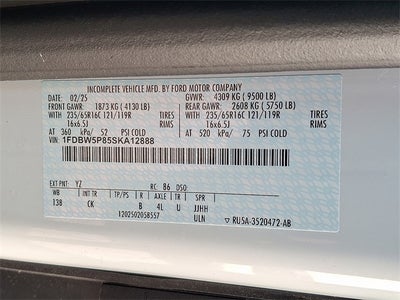 INCOMPLETE VEHICLE MFD. BY FORD MOTOR COMPANY
02/25 GVWR: 4309 KG ( 9500 LB)
FRONT GAWR: 1873 KG ( 4130 LB) REAR GAWR: 2608 KG ( 5750 LB)
WITH 235/65R16C 121/119R TIRES WITH 235/65R16C 121/119R TIRES
16x6.5J RIMS 16x6.5J RIMS
AT 360 kPa/ 52 PSI COLD AT 520 kPa/ 75 PSI COLD
VIN: 1FDBW5P85SKA12888
EXT PNT: YZ RC: 86 DSO:
WB INT TR TP/PS R AXLE TR SPR
138 CK B 4L U JJHH
1202502058557 ULN RU5A-3520472-AB